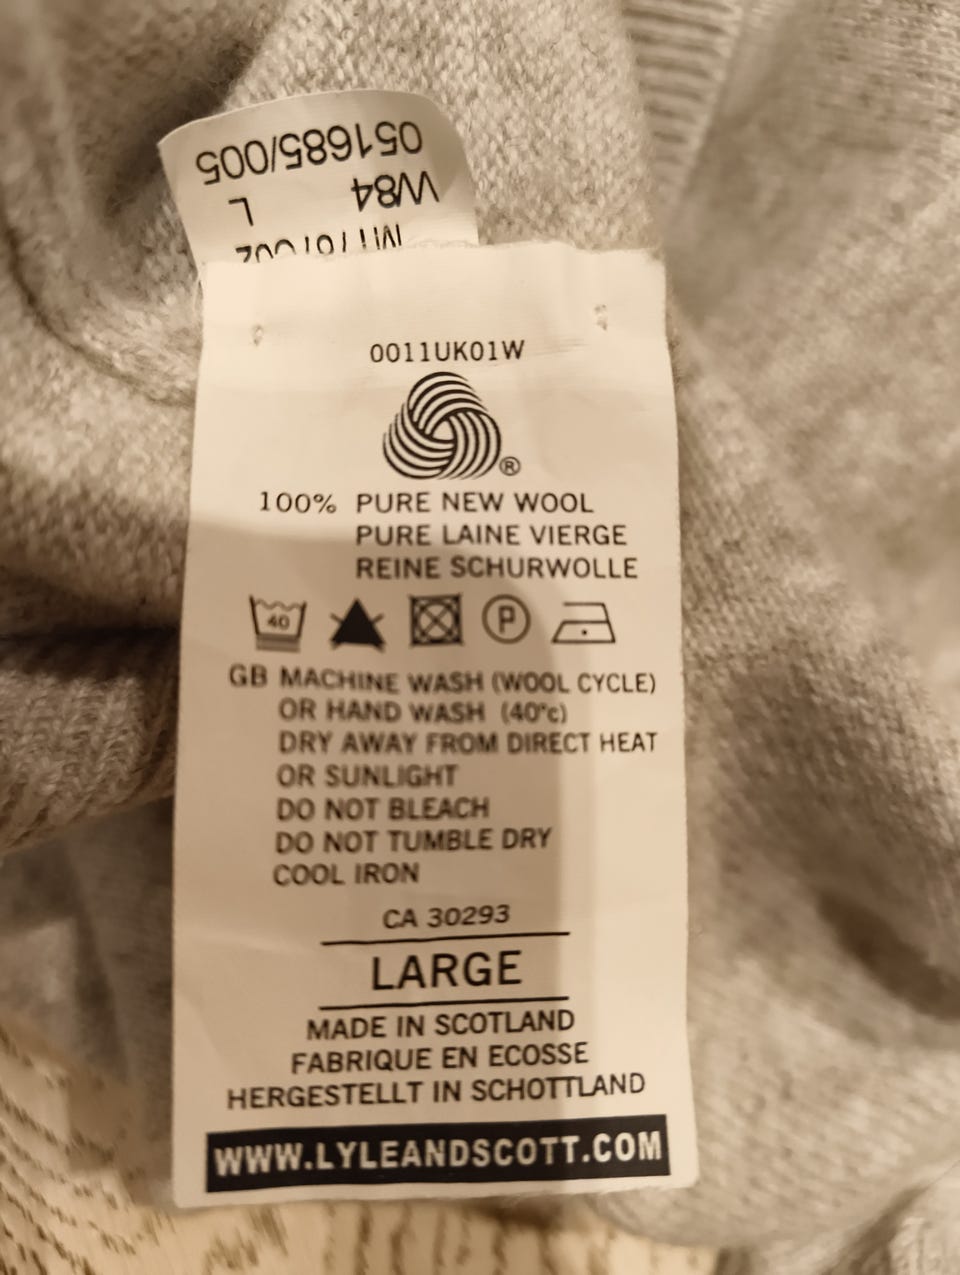 051685/005
W84 L
0011UK01W
®
100% PURE NEW WOOL
PURE LAINE VIERGE
REINE SCHURWOLLE
40 P
GB MACHINE WASH (WOOL CYCLE)
OR HAND WASH (40°c)
DRY AWAY FROM DIRECT HEAT
OR SUNLIGHT
DO NOT BLEACH
DO NOT TUMBLE DRY
COOL IRON
CA 30293
LARGE
MADE IN SCOTLAND
FABRIQUE EN ECOSSE
HERGESTELLT IN SCHOTTLAND
WWW.LYLEANDSCOTT.COM